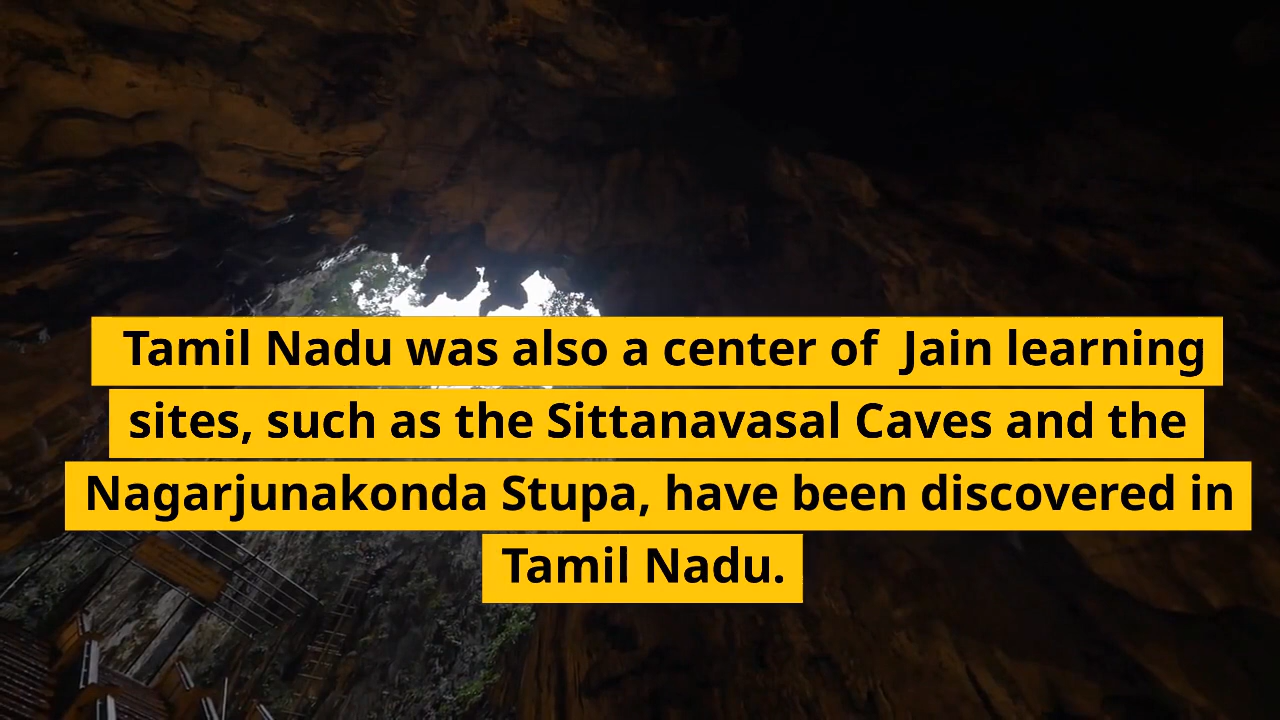 Tamil Nadu was also a center of  Jain learning
sites, such as the Sittanavasal Caves and the
Nagarjunakonda Stupa, have been discovered in
Tamil Nadu.